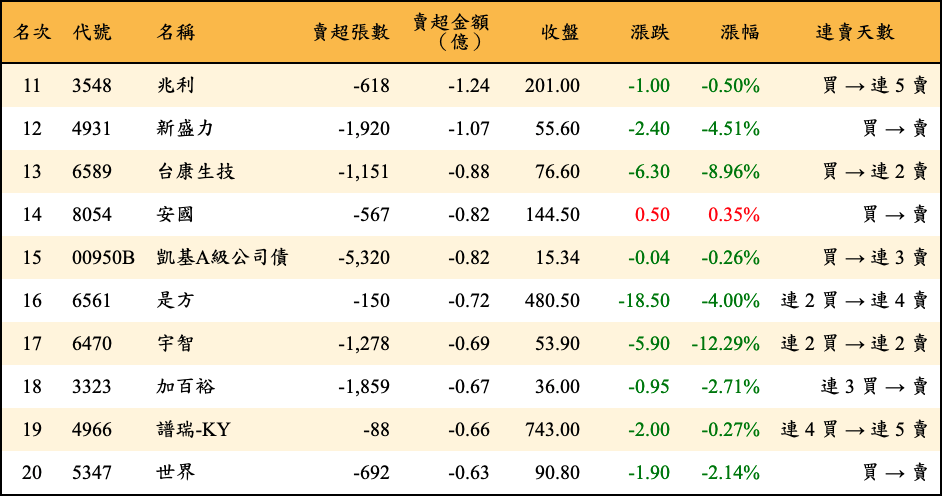 名次 代號 名稱 賣超張數 賣超金額（億） 收盤 漲跌 漲幅 連賣天數
11 3548 兆利 -618 -1.24 201.00 -1.00 -0.50% 買 → 連 5 賣
12 4931 新盛力 -1,920 -1.07 55.60 -2.40 -4.51% 買 → 賣
13 6589 台康生技 -1,151 -0.88 76.60 -6.30 -8.96% 買 → 連 2 賣
14 8054 安國 -567 -0.82 144.50 0.50 0.35% 買 → 賣
15 00950B 凱基A級公司債 -5,320 -0.82 15.34 -0.04 -0.26% 買 → 連 3 賣
16 6561 是方 -150 -0.72 480.50 -18.50 -4.00% 連 2 買 → 連 4 賣
17 6470 宇智 -1,278 -0.69 53.90 -5.90 -12.29% 連 2 買 → 連 2 賣
18 3323 加百裕 -1,859 -0.67 36.00 -0.95 -2.71% 連 3 買 → 賣
19 4966 譜瑞-KY -88 -0.66 743.00 -2.00 -0.27% 連 4 買 → 連 5 賣
20 5347 世界 -692 -0.63 90.80 -1.90 -2.14% 買 → 賣